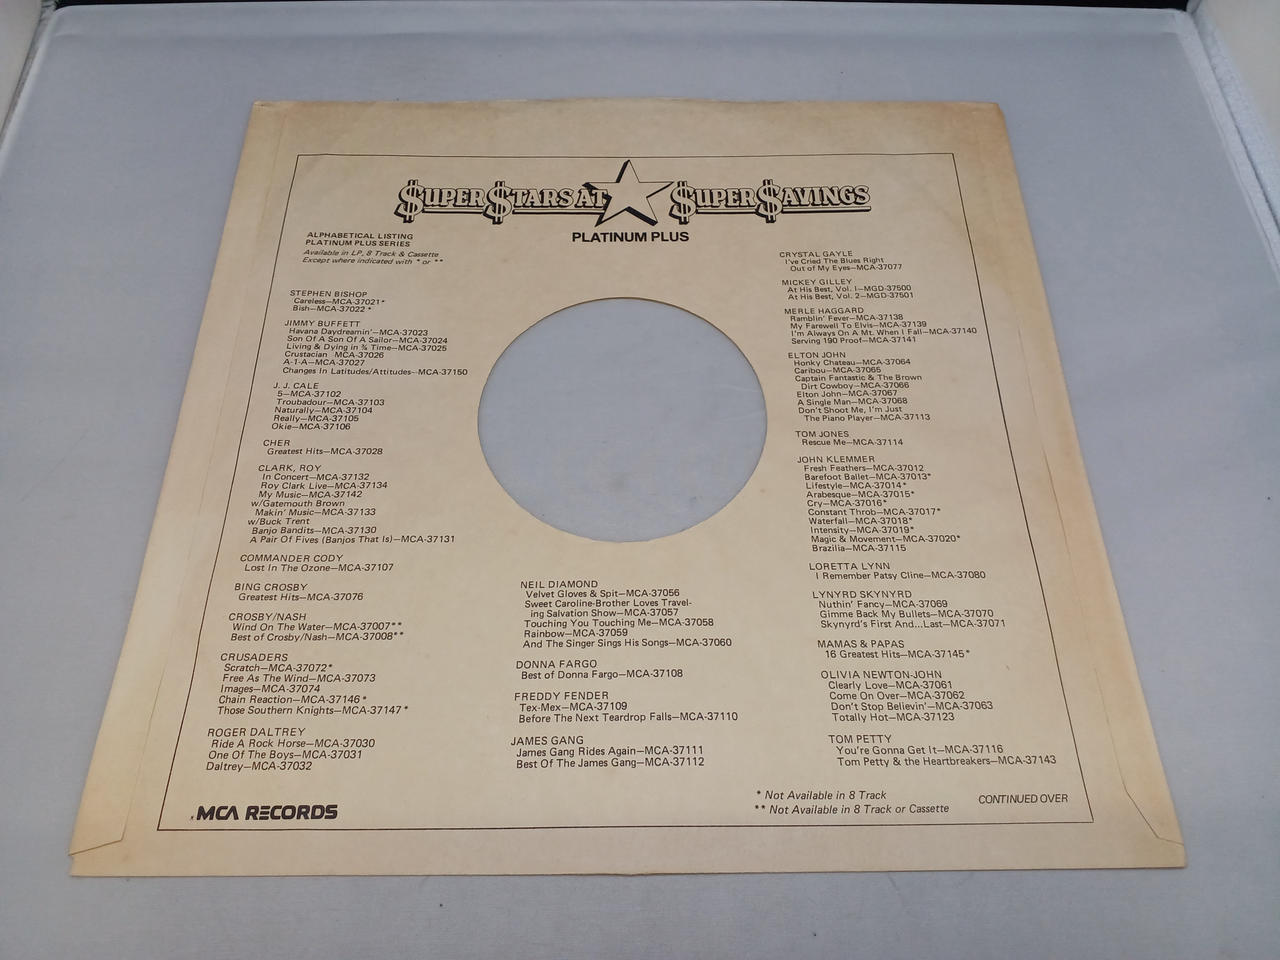 $UPER $TARS AT $UPER $AVINGS
PLATINUM PLUS
ALPHABETICAL LISTING
PLATINUM PLUS SERIES
Available in LP, 8 Track & Cassette
Except where indicated with * or **
STEPHEN BISHOP
Careless—MCA-37021*
Bish—MCA-37022*
JIMMY BUFFETT
Havana Daydreamin'—MCA-37023
Son Of A Son Of A Sailor—MCA-37024
Living & Dying in ¾ Time—MCA-37025
Crustacian MCA-37026
A-1-A—MCA-37027
Changes In Latitudes/Attitudes—MCA-37150
J. J. CALE
5—MCA-37102
Troubadour—MCA-37103
Naturally—MCA-37104
Really—MCA-37105
Okie—MCA-37106
CHER
Greatest Hits—MCA-37028
CLARK, ROY
In Concert—MCA-37132
Roy Clark Live—MCA-37134
My Music—MCA-37142
w/Gatemouth Brown
Makin' Music—MCA-37133
w/Buck Trent
Banjo Bandits—MCA-37130
A Pair Of Fives (Banjos That Is)—MCA-37131
COMMANDER CODY
Lost In The Ozone—MCA-37107
BING CROSBY
Greatest Hits—MCA-37076
CROSBY/NASH
Wind On The Water—MCA-37007**
Best of Crosby/Nash—MCA-37008**
CRUSADERS
Scratch—MCA-37072*
Free As The Wind—MCA-37073
Images—MCA-37074
Chain Reaction—MCA-37146*
Those Southern Knights—MCA-37147*
ROGER DALTREY
Ride A Rock Horse—MCA-37030
One Of The Boys—MCA-37031
Daltrey—MCA-37032
NEIL DIAMOND
Velvet Gloves & Spit—MCA-37056
Sweet Caroline-Brother Loves Travel-
ing Salvation Show—MCA-37057
Touching You Touching Me—MCA-37058
Rainbow—MCA-37059
And The Singer Sings His Songs—MCA-37060
DONNA FARGO
Best of Donna Fargo—MCA-37108
FREDDY FENDER
Tex-Mex—MCA-37109
Before The Next Teardrop Falls—MCA-37110
JAMES GANG
James Gang Rides Again—MCA-37111
Best Of The James Gang—MCA-37112
CRYSTAL GAYLE
I've Cried The Blues Right
Out of My Eyes—MCA-37077
MICKEY GILLEY
At His Best, Vol. 1—MGD-37500
At His Best, Vol. 2—MGD-37501
MERLE HAGGARD
Ramblin' Fever—MCA-37138
My Farewell To Elvis—MCA-37139
I'm Always On A Mt. When I Fall—MCA-37140
Serving 190 Proof—MCA-37141
ELTON JOHN
Honky Chateau—MCA-37064
Caribou—MCA-37065
Captain Fantastic & The Brown
Dirt Cowboy—MCA-37066
Elton John—MCA-37067
A Single Man—MCA-37068
Don't Shoot Me, I'm Just
The Piano Player—MCA-37113
TOM JONES
Rescue Me—MCA-37114
JOHN KLEMMER
Fresh Feathers—MCA-37012
Barefoot Ballet—MCA-37013*
Lifestyle—MCA-37014*
Arabesque—MCA-37015*
Cry—MCA-37016*
Constant Throb—MCA-37017*
Waterfall—MCA-37018*
Intensity—MCA-37019*
Magic & Movement—MCA-37020*
Brazilia—MCA-37115
LORETTA LYNN
I Remember Patsy Cline—MCA-37080
LYNYRD SKYNYRD
Nuthin' Fancy—MCA-37069
Gimme Back My Bullets—MCA-37070
Skynyrd's First And...Last—MCA-37071
MAMAS & PAPAS
16 Greatest Hits—MCA-37145*
OLIVIA NEWTON-JOHN
Clearly Love—MCA-37061
Come On Over—MCA-37062
Don't Stop Believin'—MCA-37063
Totally Hot—MCA-37123
TOM PETTY
You're Gonna Get It—MCA-37116
Tom Petty & the Heartbreakers—MCA-37143
MCA RECORDS
* Not Available in 8 Track
** Not Available in 8 Track or Cassette
CONTINUED OVER